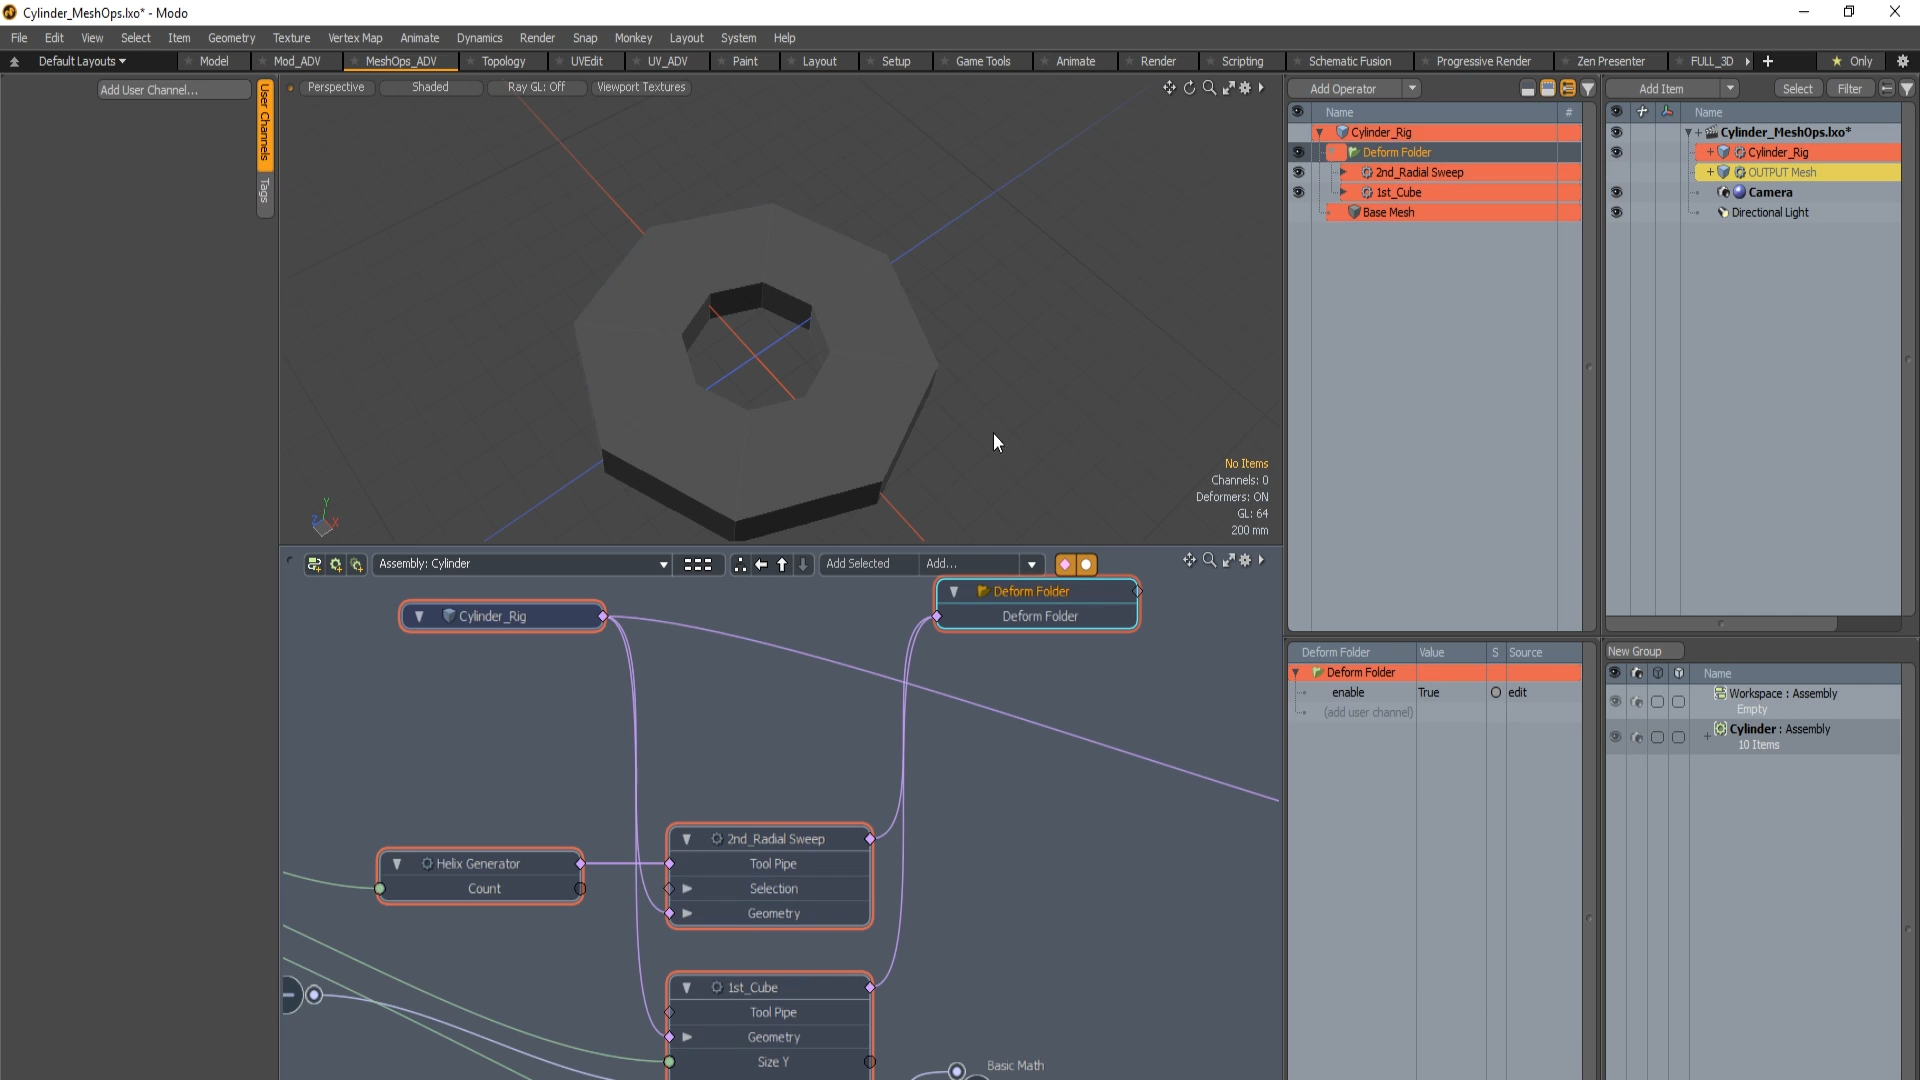 Cylinder_MeshOps.lxo* - Modo
File Edit View Select Item Geometry Texture Vertex Map Animate Dynamics Render Snap Monkey Layout System Help
Default Layouts Model Mod_ADV MeshOps_ADV Topology UVEdit UV_ADV Paint Layout Setup Game Tools Animate Render Scripting Schematic Fusion Progressive Render Zen Presenter FULL_3D Only
Add User Channel...
User Channels
Tags
Perspective Shaded Ray GL: Off Viewport Textures
Y
Z X
No Items
Channels: 0
Deformers: ON
GL: 64
200 mm
Assembly: Cylinder Add Selected Add...
Cylinder_Rig
Deform Folder
Deform Folder
2nd_Radial Sweep
Tool Pipe
Selection
Geometry
Helix Generator
Count
1st_Cube
Tool Pipe
Geometry
Size Y
Basic Math
Add Operator
Name #
Cylinder_Rig
Deform Folder
2nd_Radial Sweep
1st_Cube
Base Mesh
Add Item Select Filter
Name
Cylinder_MeshOps.lxo*
Cylinder_Rig
OUTPUT Mesh
Camera
Directional Light
Deform Folder Value S Source
Deform Folder
enable True edit
(add user channel)
New Group
Name
Workspace : Assembly
Empty
Cylinder : Assembly
10 Items